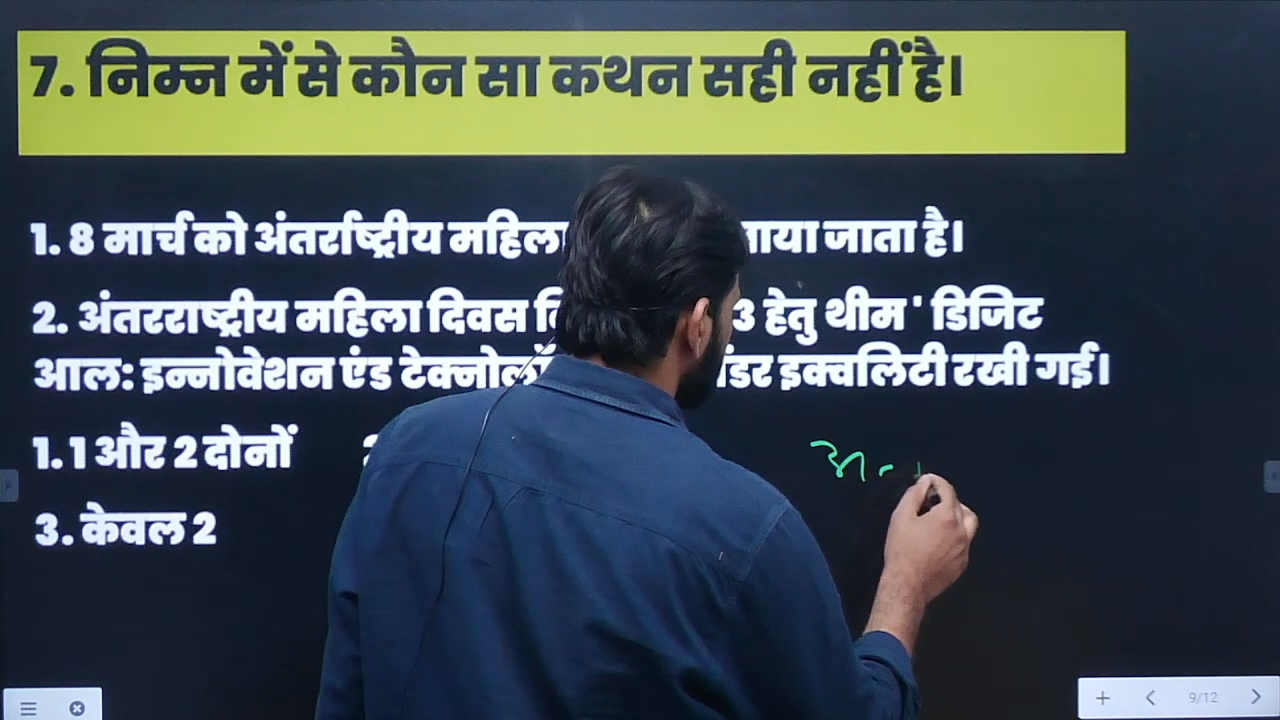 7. निम्न में से कौन सा कथन सही नहीं है।
1. 8 मार्च को अंतर्राष्ट्रीय महिला जाता है।
2. अंतरराष्ट्रीय महिला दिवस 3 हेतु थीम ' डिजिट
आल: इन्नोवेशन एंड इक्वलिटी रखी गई।
1. 1 और 2 दोनों
3. केवल 2
9/12